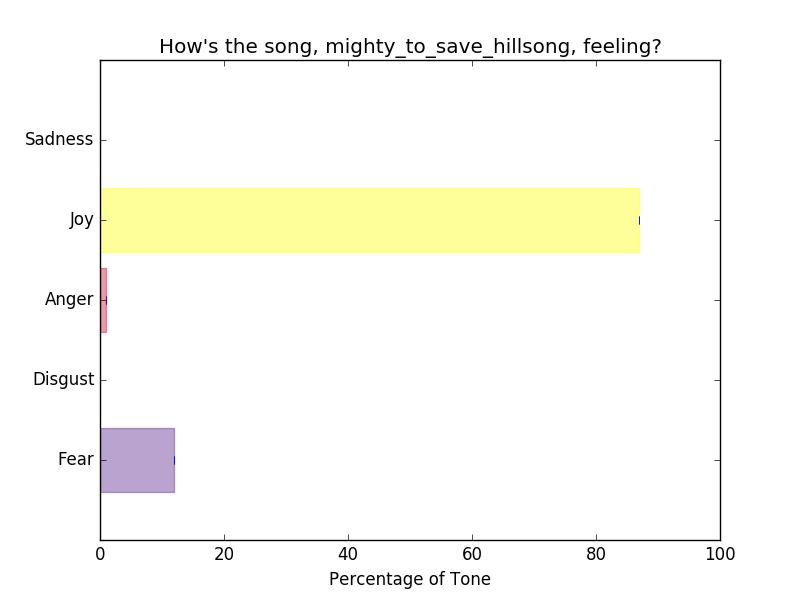 How's the song, mighty_to_save_hillsong, feeling?
Sadness
Joy
Anger
Disgust
Fear
0 20 40 60 80 100
Percentage of Tone